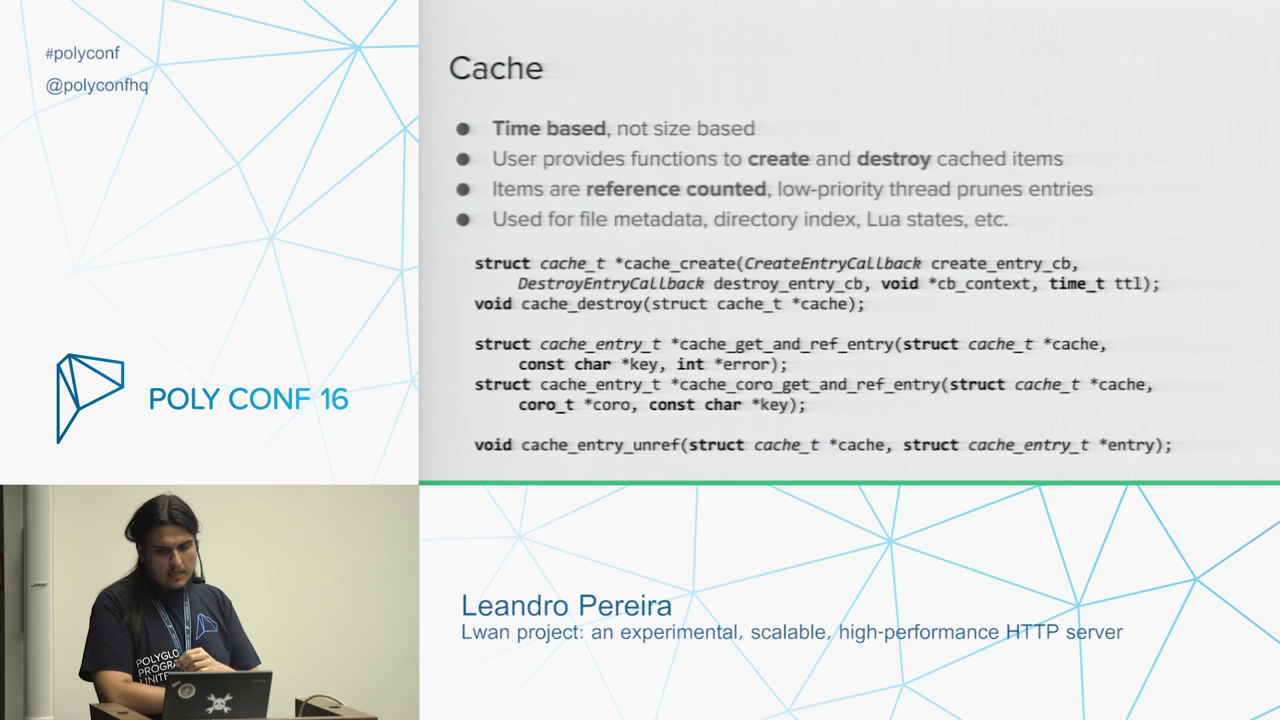 #polyconf
@polyconfhq
POLY CONF 16
Cache
● Time based, not size based
● User provides functions to create and destroy cached items
● Items are reference counted, low-priority thread prunes entries
● Used for file metadata, directory index, Lua states, etc.
struct cache_t *cache_create(CreateEntryCallback create_entry_cb,
DestroyEntryCallback destroy_entry_cb, void *cb_context, time_t ttl);
void cache_destroy(struct cache_t *cache);
struct cache_entry_t *cache_get_and_ref_entry(struct cache_t *cache,
const char *key, int *error);
struct cache_entry_t *cache_coro_get_and_ref_entry(struct cache_t *cache,
coro_t *coro, const char *key);
void cache_entry_unref(struct cache_t *cache, struct cache_entry_t *entry);
POLYGLO
PROGRA
UNITE
Leandro Pereira
Lwan project: an experimental, scalable, high-performance HTTP server